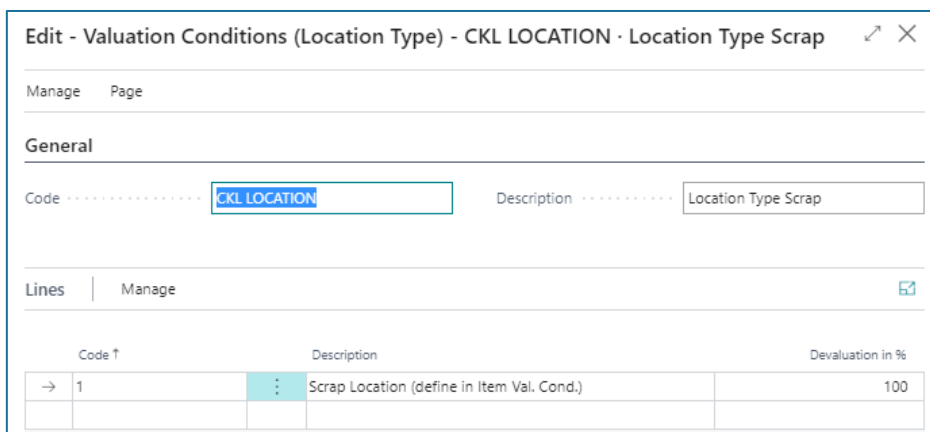 Edit - Valuation Conditions (Location Type) - CKL LOCATION · Location Type Scrap
Manage Page
General
Code CKL LOCATION Description Location Type Scrap
Lines Manage
Code ↑ Description Devaluation in %
→ 1 Scrap Location (define in Item Val. Cond.) 100